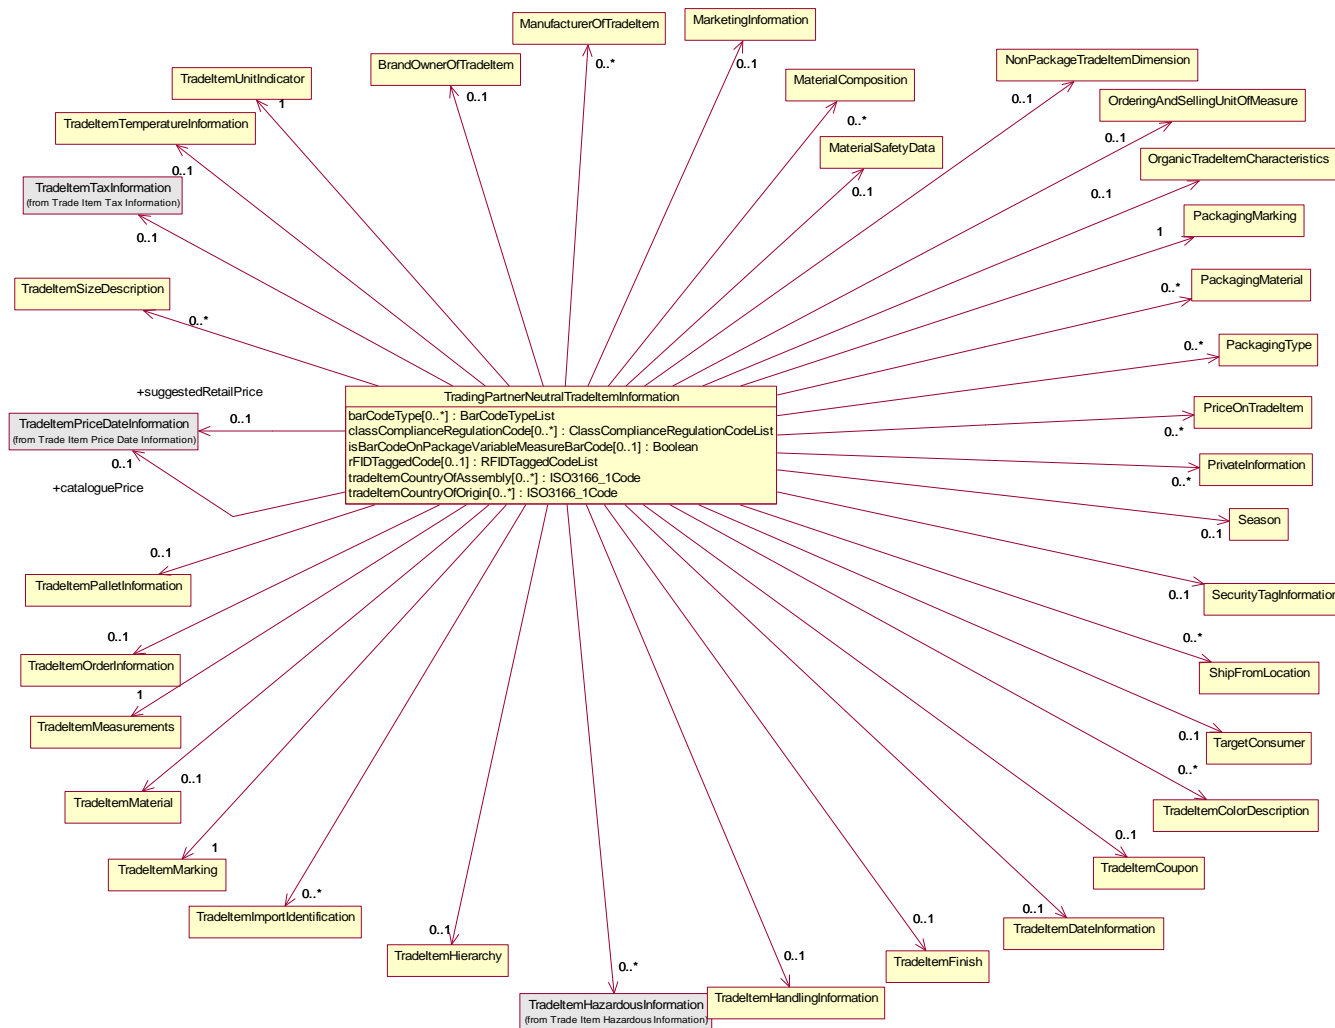 ManufacturerOfTradeItem
0..*
MarketingInformation
0..1
BrandOwnerOfTradeItem
0..1
TradeItemUnitIndicator
1
MaterialComposition
0..*
NonPackageTradeItemDimension
0..1
OrderingAndSellingUnitOfMeasure
0..1
TradeItemTemperatureInformation
0..1
MaterialSafetyData
0..1
OrganicTradeItemCharacteristics
0..1
TradeItemTaxInformation
(from Trade Item Tax Information)
0..1
PackagingMarking
1
TradeItemSizeDescription
0..*
PackagingMaterial
0..*
PackagingType
0..*
+suggestedRetailPrice
0..1
TradeItemPriceDateInformation
(from Trade Item Price Date Information)
0..1
+cataloguePrice
TradingPartnerNeutralTradeItemInformation
barCodeType[0..*] : BarCodeTypeList
classComplianceRegulationCode[0..*] : ClassComplianceRegulationCodeList
isBarCodeOnPackageVariableMeasureBarCode[0..1] : Boolean
rFIDTaggedCode[0..1] : RFIDTaggedCodeList
tradeItemCountryOfAssembly[0..*] : ISO3166_1Code
tradeItemCountryOfOrigin[0..*] : ISO3166_1Code
PriceOnTradeItem
0..*
PrivateInformation
0..*
Season
0..1
0..1
TradeItemPalletInformation
SecurityTagInformation
0..1
0..1
TradeItemOrderInformation
0..*
ShipFromLocation
1
TradeItemMeasurements
0..1
TargetConsumer
0..1
TradeItemMaterial
0..*
TradeItemColorDescription
1
TradeItemMarking
0..1
TradeItemCoupon
0..*
TradeItemImportIdentification
0..1
TradeItemDateInformation
0..1
TradeItemHierarchy
0..1
TradeItemFinish
0..*
TradeItemHazardousInformation
(from Trade Item Hazardous Information)
0..1
TradeItemHandlingInformation